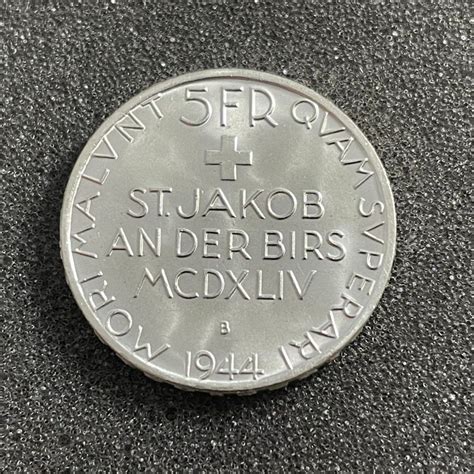 MORI MALVNT 5FR QVAM SVPERARI
ST.JAKOB
AN DER BIRS
MCDXLIV
B
1944